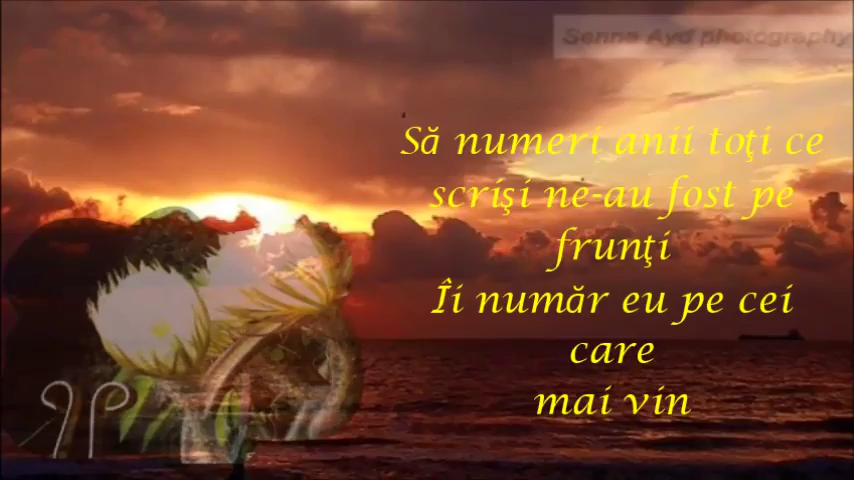 Senna Ayd photography
Să numeri anii toţi ce
scrişi ne-au fost pe
frunţi
Îi număr eu pe cei
care
mai vin